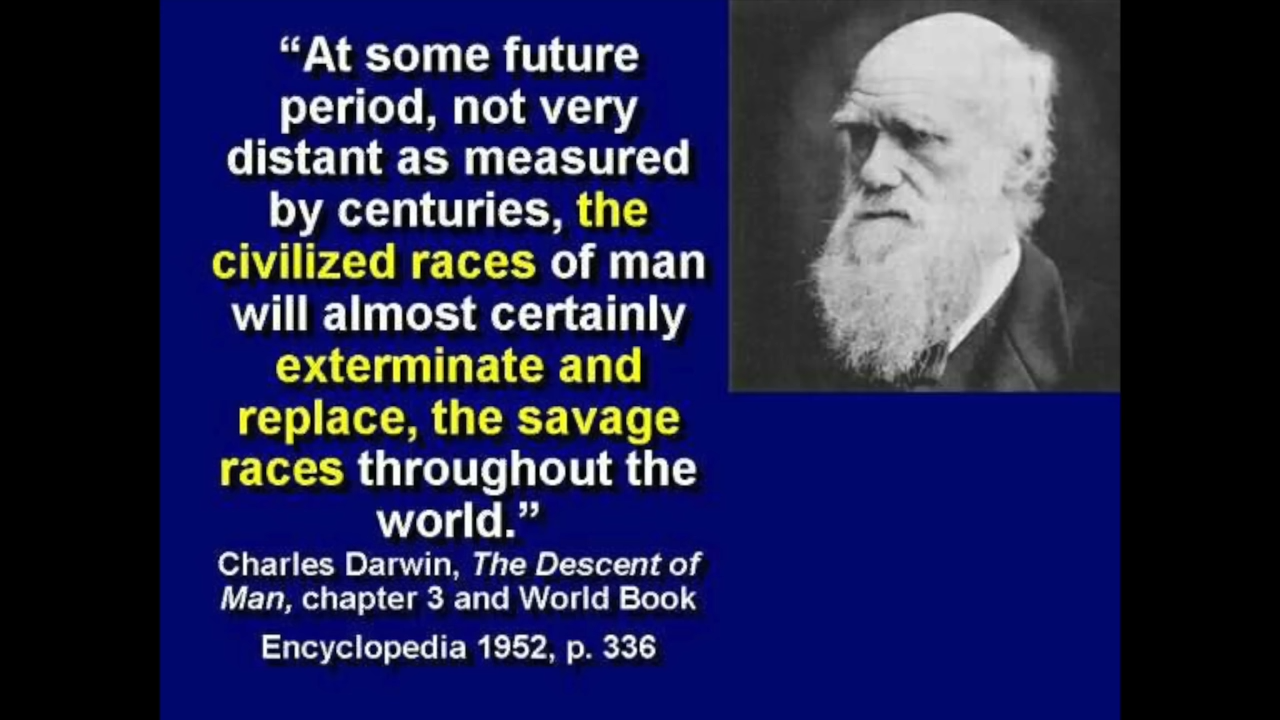 “At some future
period, not very
distant as measured
by centuries, the
civilized races of man
will almost certainly
exterminate and
replace, the savage
races throughout the
world.”
Charles Darwin, The Descent of
Man, chapter 3 and World Book
Encyclopedia 1952, p. 336